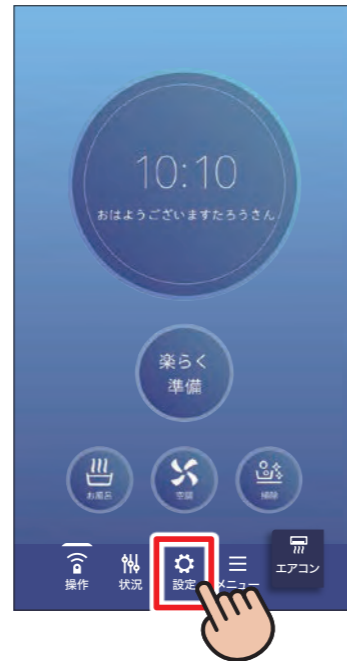 10:10
おはようございますたろうさん
楽らく
準備
お風呂
空調
掃除
操作
状況
設定
メニュー
エアコン